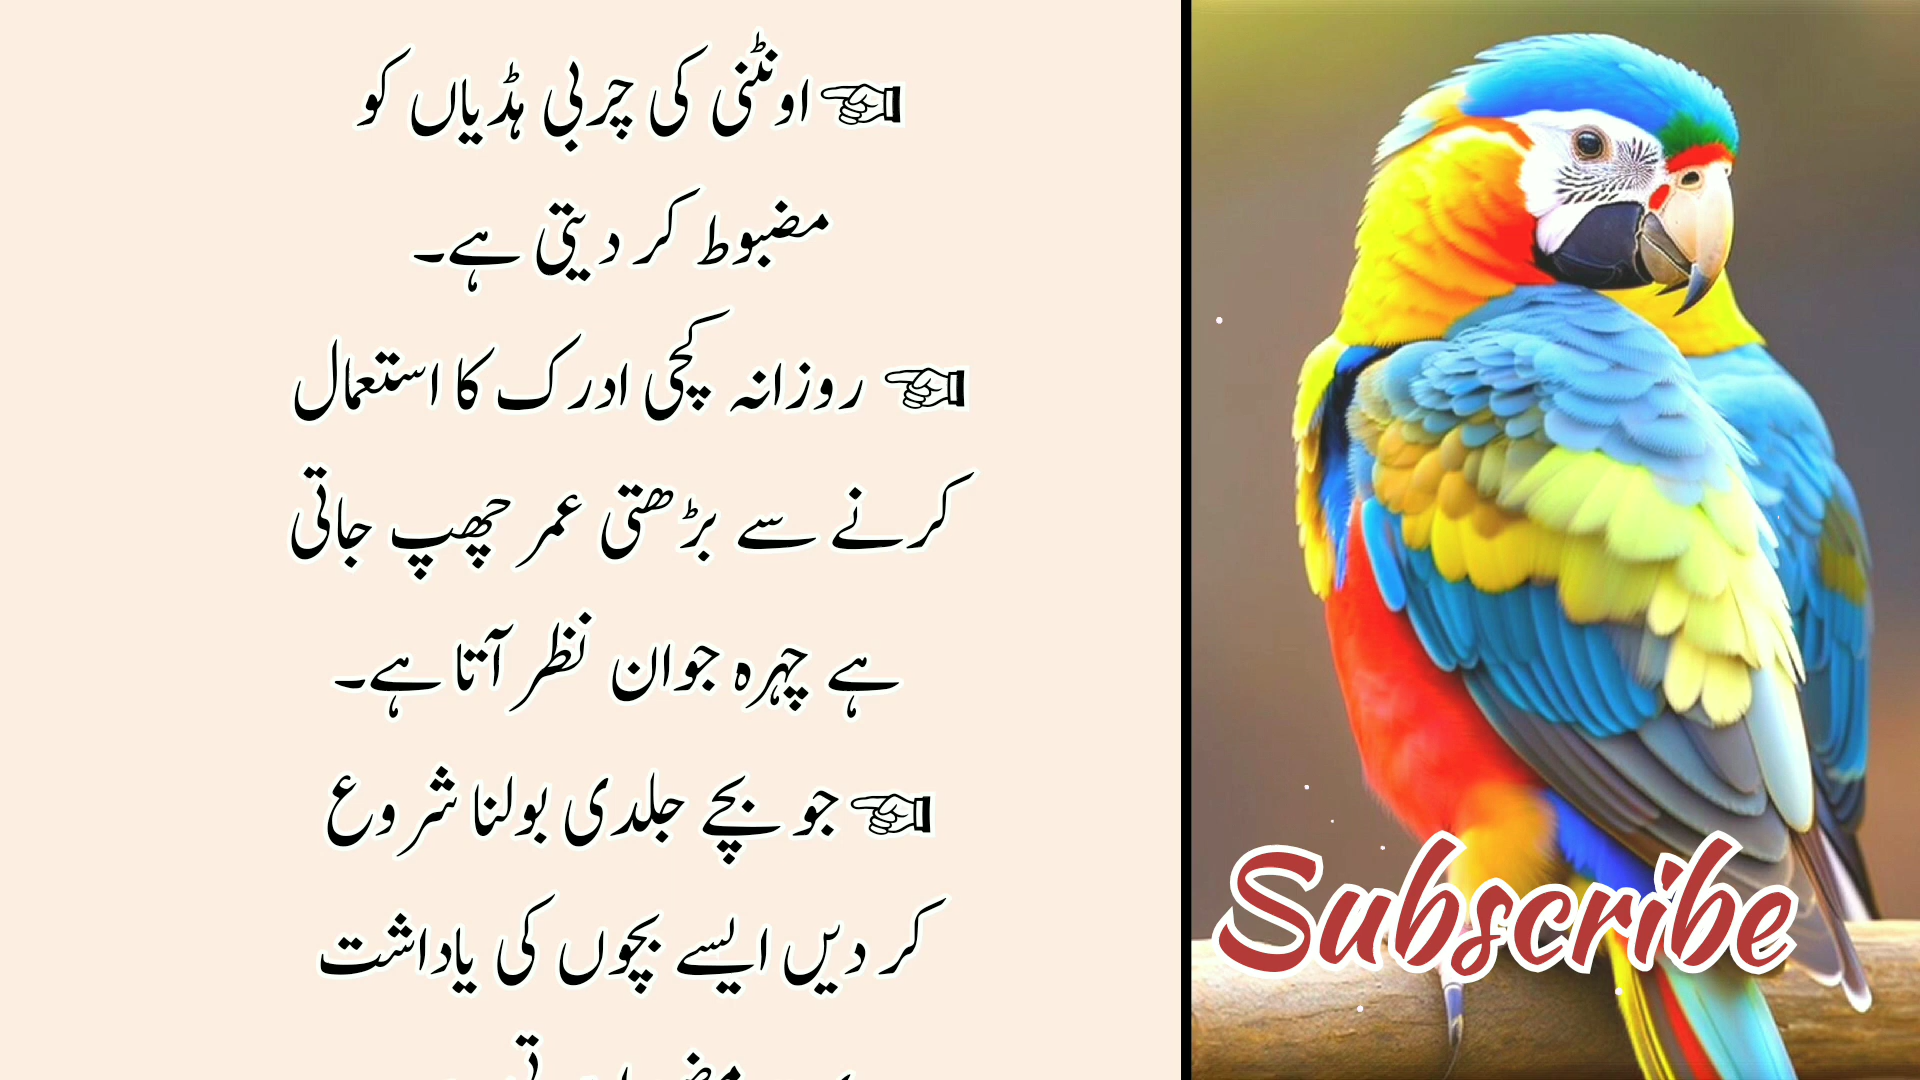 ☜ اونٹنی کی چربی ہڈیاں کو
مضبوط کر دیتی ہے۔
☜ روزانہ کچی ادرک کا استعمال
کرنے سے بڑھتی عمر چھپ جاتی
ہے چہرہ جوان نظر آتا ہے۔
☜ جو بچے جلدی بولنا شروع
کر دیں ایسے بچوں کی یاداشت
Subscribe